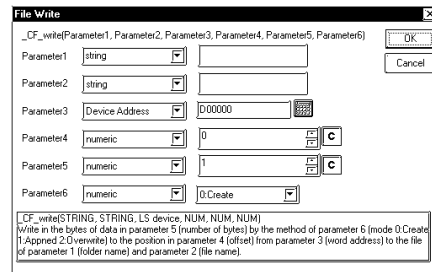 File Write
_CF_write(Parameter1, Parameter2, Parameter3, Parameter4, Parameter5, Parameter6)
OK
Cancel
Parameter1 string
Parameter2 string
Parameter3 Device Address D00000
Parameter4 numeric 0 C
Parameter5 numeric 1 C
Parameter6 numeric 0:Create
_CF_write(STRING, STRING, LS device, NUM, NUM, NUM)
Write in the bytes of data in parameter 5 (number of bytes) by the method of parameter 6 (mode 0:Create
1:Appned 2:Overwrite) to the position in parameter 4 (offset) from parameter 3 (word address) to the file
of parameter 1 (folder name) and parameter 2 (file name).